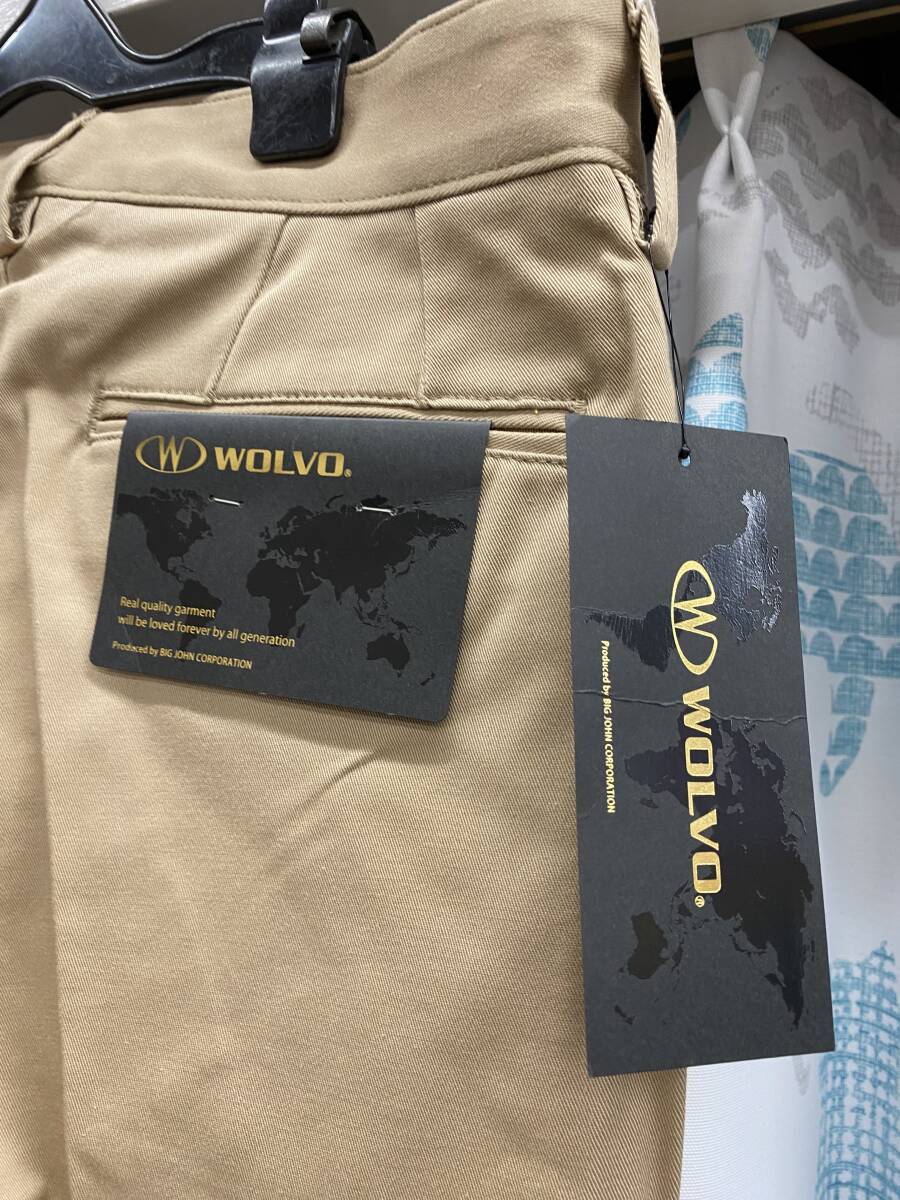 W WOLVO®
Real quality garment
will be loved forever by all generation
Produced by BIG JOHN CORPORATION
W WOLVO®
Produced by BIG JOHN CORPORATION